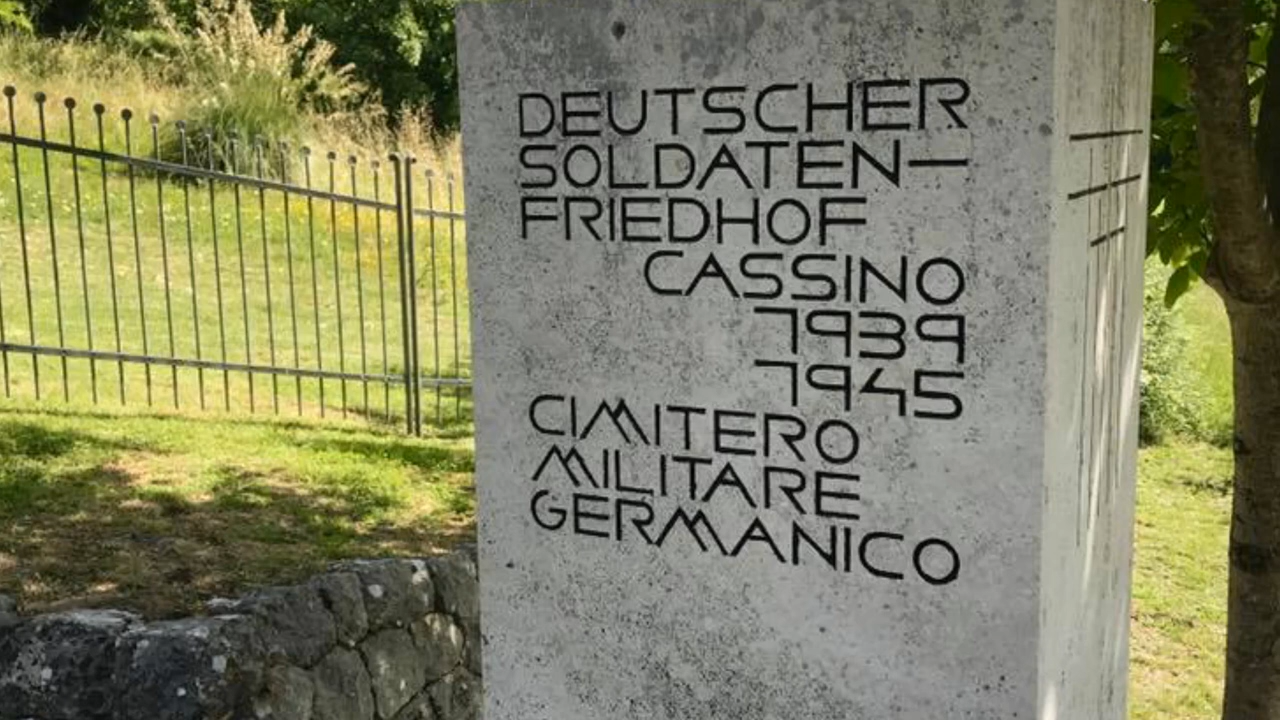 DEUTSCHER
SOLDATEN–
FRIEDHOF
CASSINO
1939
1945
CIMITERO
MILITARE
GERMANICO